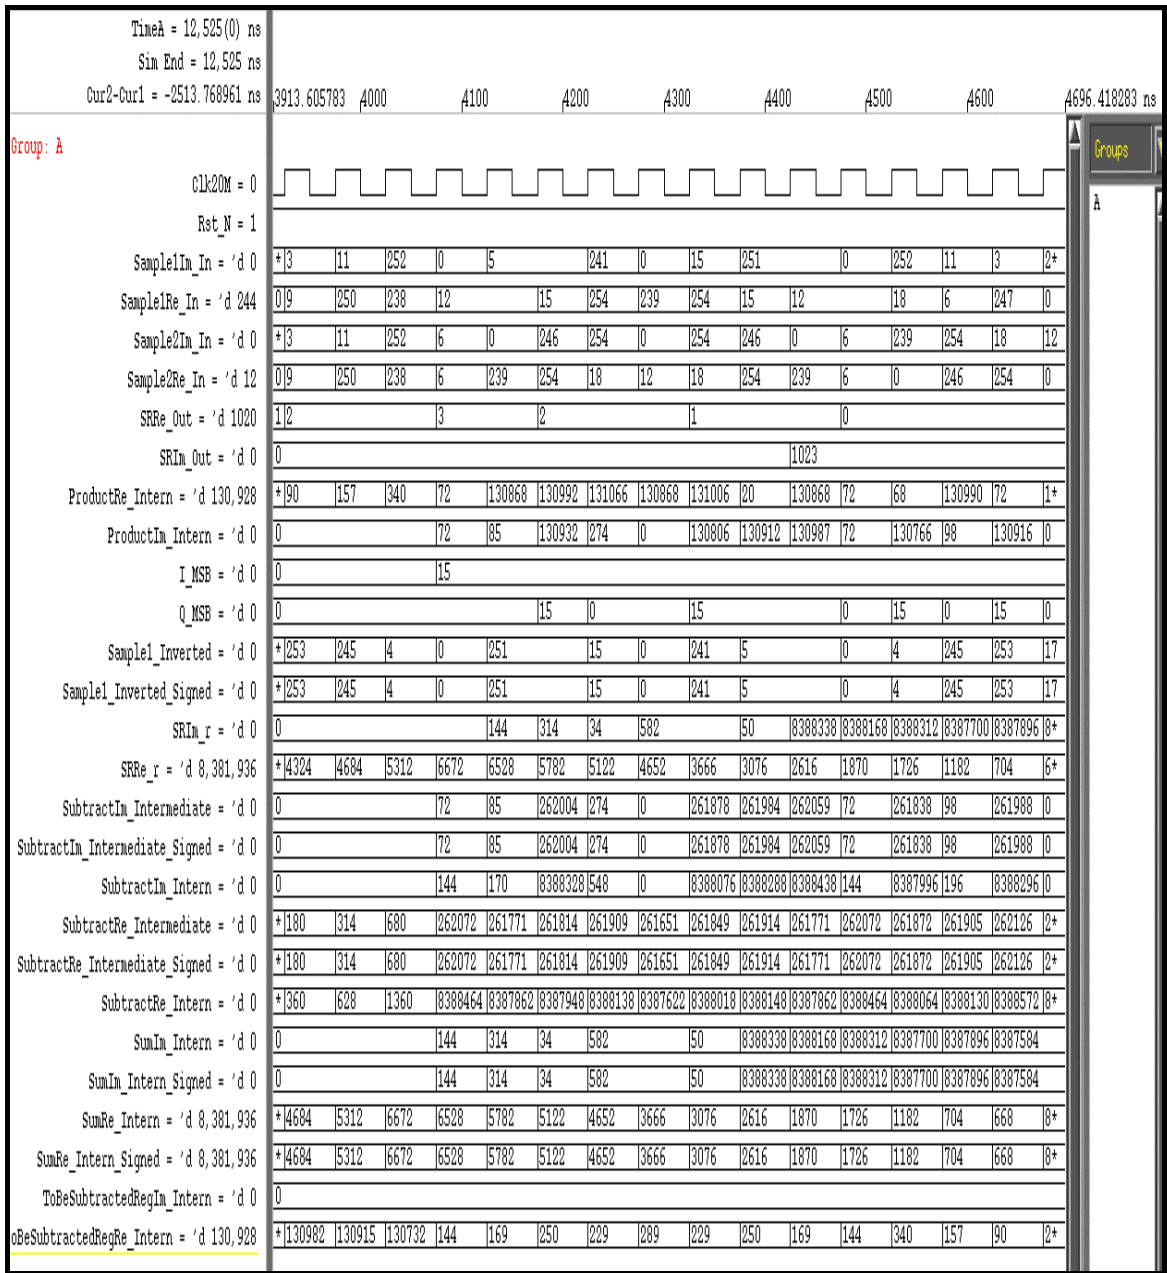 TimeA = 12,525(0) ns
Sim End = 12,525 ns
Cur2-Cur1 = -2513.768961 ns 3913.605783 4000 4100 4200 4300 4400 4500 4600 4696.418283 ns
Group: A
Groups
A
Clk20M = 0
Rst_N = 1
Sample1Im_In = 'd 0 * 3 11 252 0 5 241 0 15 251 0 252 11 3 2*
Sample1Re_In = 'd 244 0 9 250 238 12 15 254 239 254 15 12 18 6 247 0
Sample2Im_In = 'd 0 * 3 11 252 6 0 246 254 0 254 246 0 6 239 254 18 12
Sample2Re_In = 'd 12 0 9 250 238 6 239 254 18 12 18 254 239 6 0 246 254 0
SRRe_Out = 'd 1020 1 2 3 2 1 0
SRIm_Out = 'd 0 0 1023
ProductRe_Intern = 'd 130,928 * 90 157 340 72 130868 130992 131066 130868 131006 20 130868 72 68 130990 72 1*
ProductIm_Intern = 'd 0 0 72 85 130932 274 0 130806 130912 130987 72 130766 98 130916 0
I_MSB = 'd 0 0 15
Q_MSB = 'd 0 0 15 0 15 0 15 0 15 0
Sample1_Inverted = 'd 0 * 253 245 4 0 251 15 0 241 5 0 4 245 253 17
Sample1_Inverted_Signed = 'd 0 * 253 245 4 0 251 15 0 241 5 0 4 245 253 17
SRIm_r = 'd 0 0 144 314 34 582 50 8388338 8388168 8388312 8387700 8387896 8*
SRRe_r = 'd 8,381,936 * 4324 4684 5312 6672 6528 5782 5122 4652 3666 3076 2616 1870 1726 1182 704 6*
SubtractIm_Intermediate = 'd 0 0 72 85 262004 274 0 261878 261984 262059 72 261838 98 261988 0
SubtractIm_Intermediate_Signed = 'd 0 0 72 85 262004 274 0 261878 261984 262059 72 261838 98 261988 0
SubtractIm_Intern = 'd 0 0 144 170 8388328 548 0 8388076 8388288 8388438 144 8387996 196 8388296 0
SubtractRe_Intermediate = 'd 0 * 180 314 680 262072 261771 261814 261909 261651 261849 261914 261771 262072 261872 261905 262126 2*
SubtractRe_Intermediate_Signed = 'd 0 * 180 314 680 262072 261771 261814 261909 261651 261849 261914 261771 262072 261872 261905 262126 2*
SubtractRe_Intern = 'd 0 * 360 628 1360 8388464 8387862 8387948 8388138 8387622 8388018 8388148 8387862 8388464 8388064 8388130 8388572 8*
SumIm_Intern = 'd 0 0 144 314 34 582 50 8388338 8388168 8388312 8387700 8387896 8387584
SumIm_Intern_Signed = 'd 0 0 144 314 34 582 50 8388338 8388168 8388312 8387700 8387896 8387584
SumRe_Intern = 'd 8,381,936 * 4684 5312 6672 6528 5782 5122 4652 3666 3076 2616 1870 1726 1182 704 668 8*
SumRe_Intern_Signed = 'd 8,381,936 * 4684 5312 6672 6528 5782 5122 4652 3666 3076 2616 1870 1726 1182 704 668 8*
ToBeSubtractedRegIm_Intern = 'd 0 0
oBeSubtractedRegRe_Intern = 'd 130,928 * 130982 130915 130732 144 169 250 229 289 229 250 169 144 340 157 90 2*